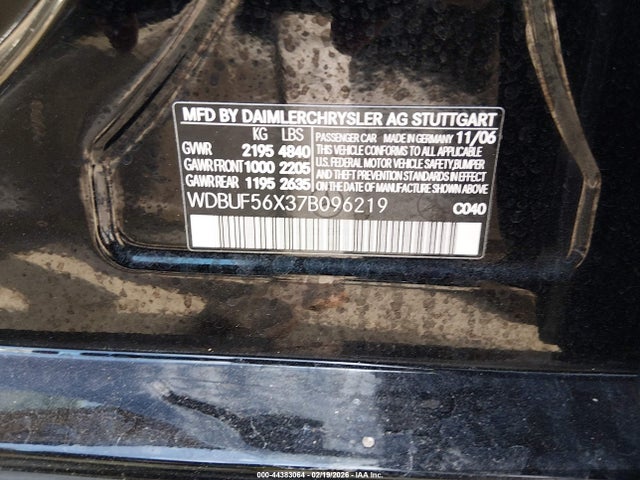 MFD BY DAIMLERCHRYSLER AG STUTTGART
KG LBS PASSENGER CAR MADE IN GERMANY 11/06
GVWR 2195 4840 THIS VEHICLE CONFORMS TO ALL APPLICABLE
GAWR FRONT 1000 2205 U.S. FEDERAL MOTOR VEHICLE SAFETY, BUMPER
GAWR REAR 1195 2635 AND THEFT PREVENTION STANDARDS IN EFFECT ON THE DATE OF MANUFACTURE SHOWN ABOVE.
WDBUF56X37B096219 C040
000-44383064 - 02/19/2026 - IAAI.COM